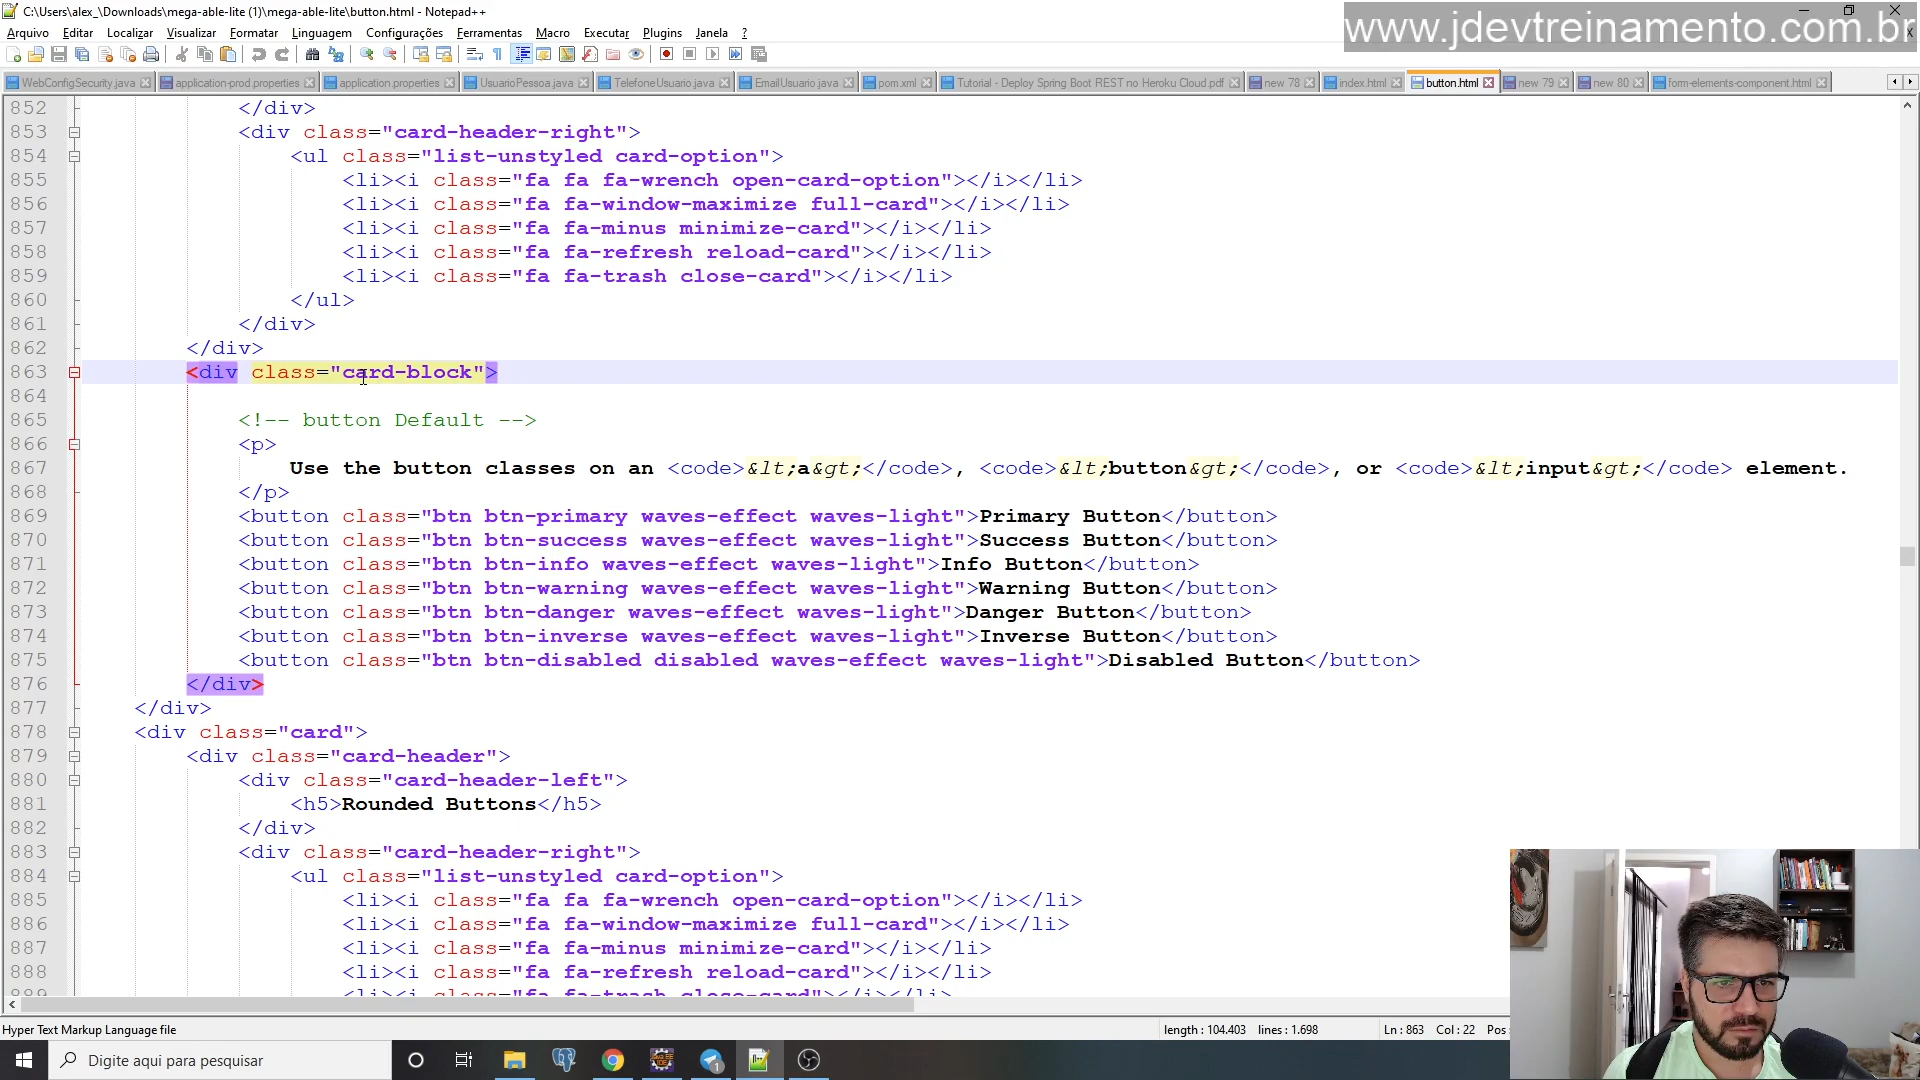 C:\Users\alex_\Downloads\mega-able-lite (1)\mega-able-lite\button.html - Notepad++
www.jdevtreinamento.com.br
Arquivo Editar Localizar Visualizar Formatar Linguagem Configurações Ferramentas Macro Executar Plugins Janela ?
WebConfigSecurity.java application-prod.properties application.properties UsuarioPessoa.java TelefoneUsuario.java EmailUsuario.java pom.xml Tutorial - Deploy Spring Boot REST no Heroku Cloud.pdf new 78 index.html button.html new 79 new 80 form-elements-component.html
852 </div>
853 <div class="card-header-right">
854 <ul class="list-unstyled card-option">
855 <li><i class="fa fa fa-wrench open-card-option"></i></li>
856 <li><i class="fa fa-window-maximize full-card"></i></li>
857 <li><i class="fa fa-minus minimize-card"></i></li>
858 <li><i class="fa fa-refresh reload-card"></i></li>
859 <li><i class="fa fa-trash close-card"></i></li>
860 </ul>
861 </div>
862 </div>
863 <div class="card-block">
864
865 <!-- button Default -->
866 <p>
867 Use the button classes on an <code>&lt;a&gt;</code>, <code>&lt;button&gt;</code>, or <code>&lt;input&gt;</code> element.
868 </p>
869 <button class="btn btn-primary waves-effect waves-light">Primary Button</button>
870 <button class="btn btn-success waves-effect waves-light">Success Button</button>
871 <button class="btn btn-info waves-effect waves-light">Info Button</button>
872 <button class="btn btn-warning waves-effect waves-light">Warning Button</button>
873 <button class="btn btn-danger waves-effect waves-light">Danger Button</button>
874 <button class="btn btn-inverse waves-effect waves-light">Inverse Button</button>
875 <button class="btn btn-disabled disabled waves-effect waves-light">Disabled Button</button>
876 </div>
877 </div>
878 <div class="card">
879 <div class="card-header">
880 <div class="card-header-left">
881 <h5>Rounded Buttons</h5>
882 </div>
883 <div class="card-header-right">
884 <ul class="list-unstyled card-option">
885 <li><i class="fa fa fa-wrench open-card-option"></i></li>
886 <li><i class="fa fa-window-maximize full-card"></i></li>
887 <li><i class="fa fa-minus minimize-card"></i></li>
888 <li><i class="fa fa-refresh reload-card"></i></li>
889 <li><i class="fa fa-trash close-card"></i></li>
Hyper Text Markup Language file length : 104.403 lines : 1.698 Ln : 863 Col : 22 Pos
Digite aqui para pesquisar